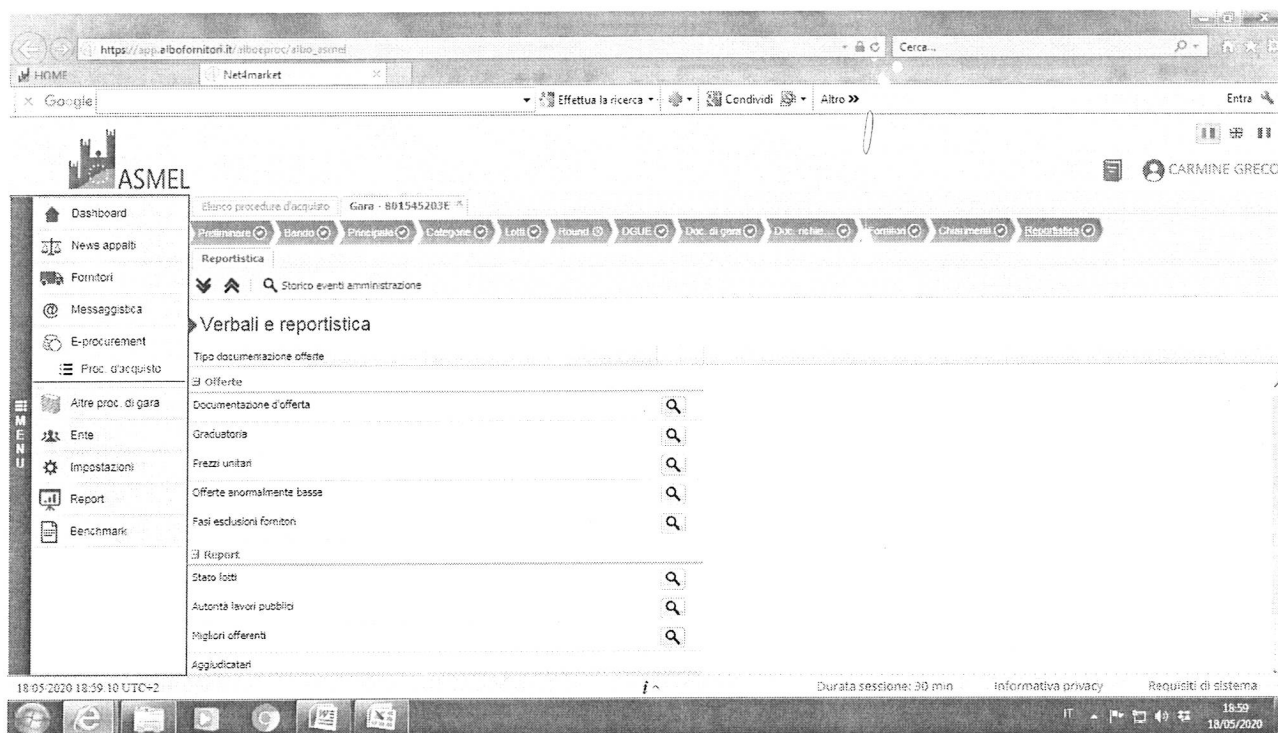 https://app.albofornitori.it/alboeproc/albo_asmel
Cerca...
HOME
Net4market
Google
Effettua la ricerca
Condividi
Altro »
Entra
ASMEL
CARMINE GRECO
Elenco procedure d'acquisto
Gara - 801545203E
Preliminare
Bando
Principale
Categorie
Lotti
Round
DGUE
Doc. di gara
Doc. richie...
Fornitori
Chiarimenti
Reportistica
Reportistica
Storico eventi amministrazione
MENU
Dashboard
News appalti
Fornitori
Messaggistica
E-procurement
Proc. d'acquisto
Altre proc. di gara
Ente
Impostazioni
Report
Benchmark
Verbali e reportistica
Tipo documentazione offerte
Offerte
Documentazione d'offerta
Graduatoria
Prezzi unitari
Offerte anormalmente basse
Fasi esclusioni fornitori
Report
Stato lotti
Autorità lavori pubblici
Migliori offerenti
Aggiudicatari
18-05-2020 18:59:10 UTC+2
Durata sessione: 30 min
Informativa privacy
Requisiti di sistema
IT
18:59
18/05/2020